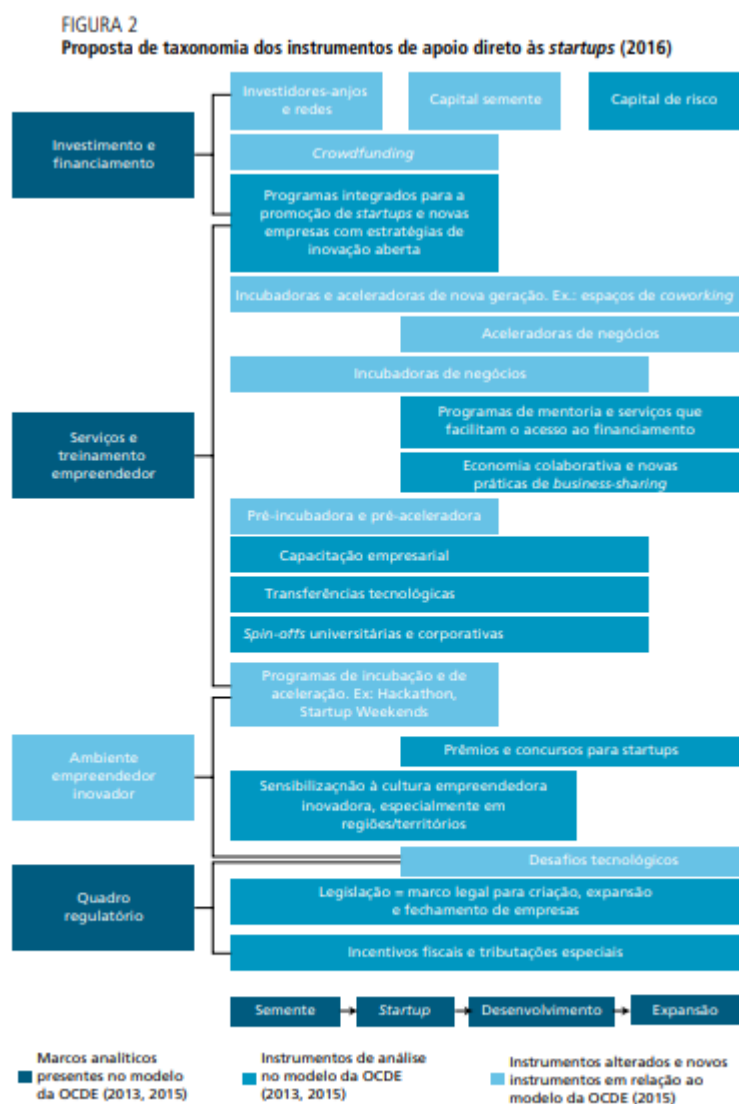 FIGURA 2
Proposta de taxonomia dos instrumentos de apoio direto às startups (2016)
Investimento e
financiamento
Investidores-anjos
e redes
Capital semente
Capital de risco
Crowdfunding
Programas integrados para a
promoção de startups e novas
empresas com estratégias de
inovação aberta
Serviços e
treinamento
empreendedor
Incubadoras e aceleradoras de nova geração. Ex.: espaços de coworking
Aceleradoras de negócios
Incubadoras de negócios
Programas de mentoria e serviços que
facilitam o acesso ao financiamento
Economia colaborativa e novas
práticas de business-sharing
Pré-incubadora e pré-aceleradora
Capacitação empresarial
Transferências tecnológicas
Spin-offs universitárias e corporativas
Programas de incubação e de
aceleração. Ex: Hackathon,
Startup Weekends
Ambiente
empreendedor
inovador
Prêmios e concursos para startups
Sensibilizaçnão à cultura empreendedora
inovadora, especialmente em
regiões/territórios
Desafios tecnológicos
Quadro
regulatório
Legislação = marco legal para criação, expansão
e fechamento de empresas
Incentivos fiscais e tributações especiais
Semente
Startup
Desenvolvimento
Expansão
Marcos analíticos
presentes no modelo
da OCDE (2013, 2015)
Instrumentos de análise
no modelo da OCDE
(2013, 2015)
Instrumentos alterados e novos
instrumentos em relação ao
modelo da OCDE (2015)